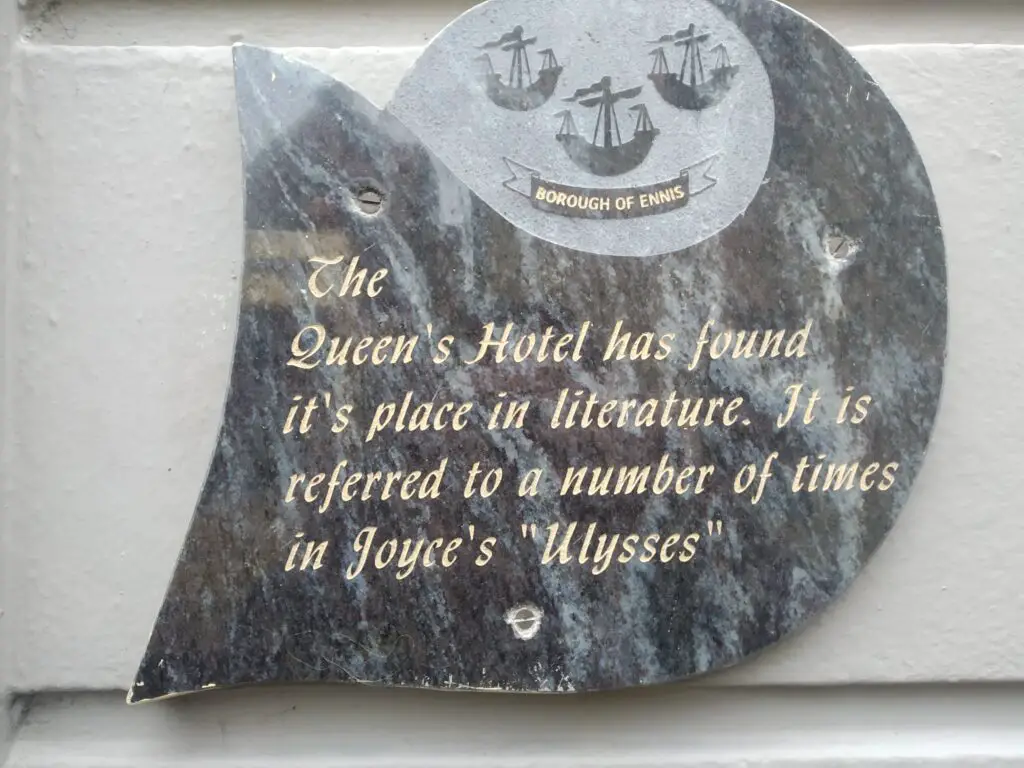 BOROUGH OF ENNIS
The
Queen's Hotel has found
it's place in literature. It is
referred to a number of times
in Joyce's "Ulysses"